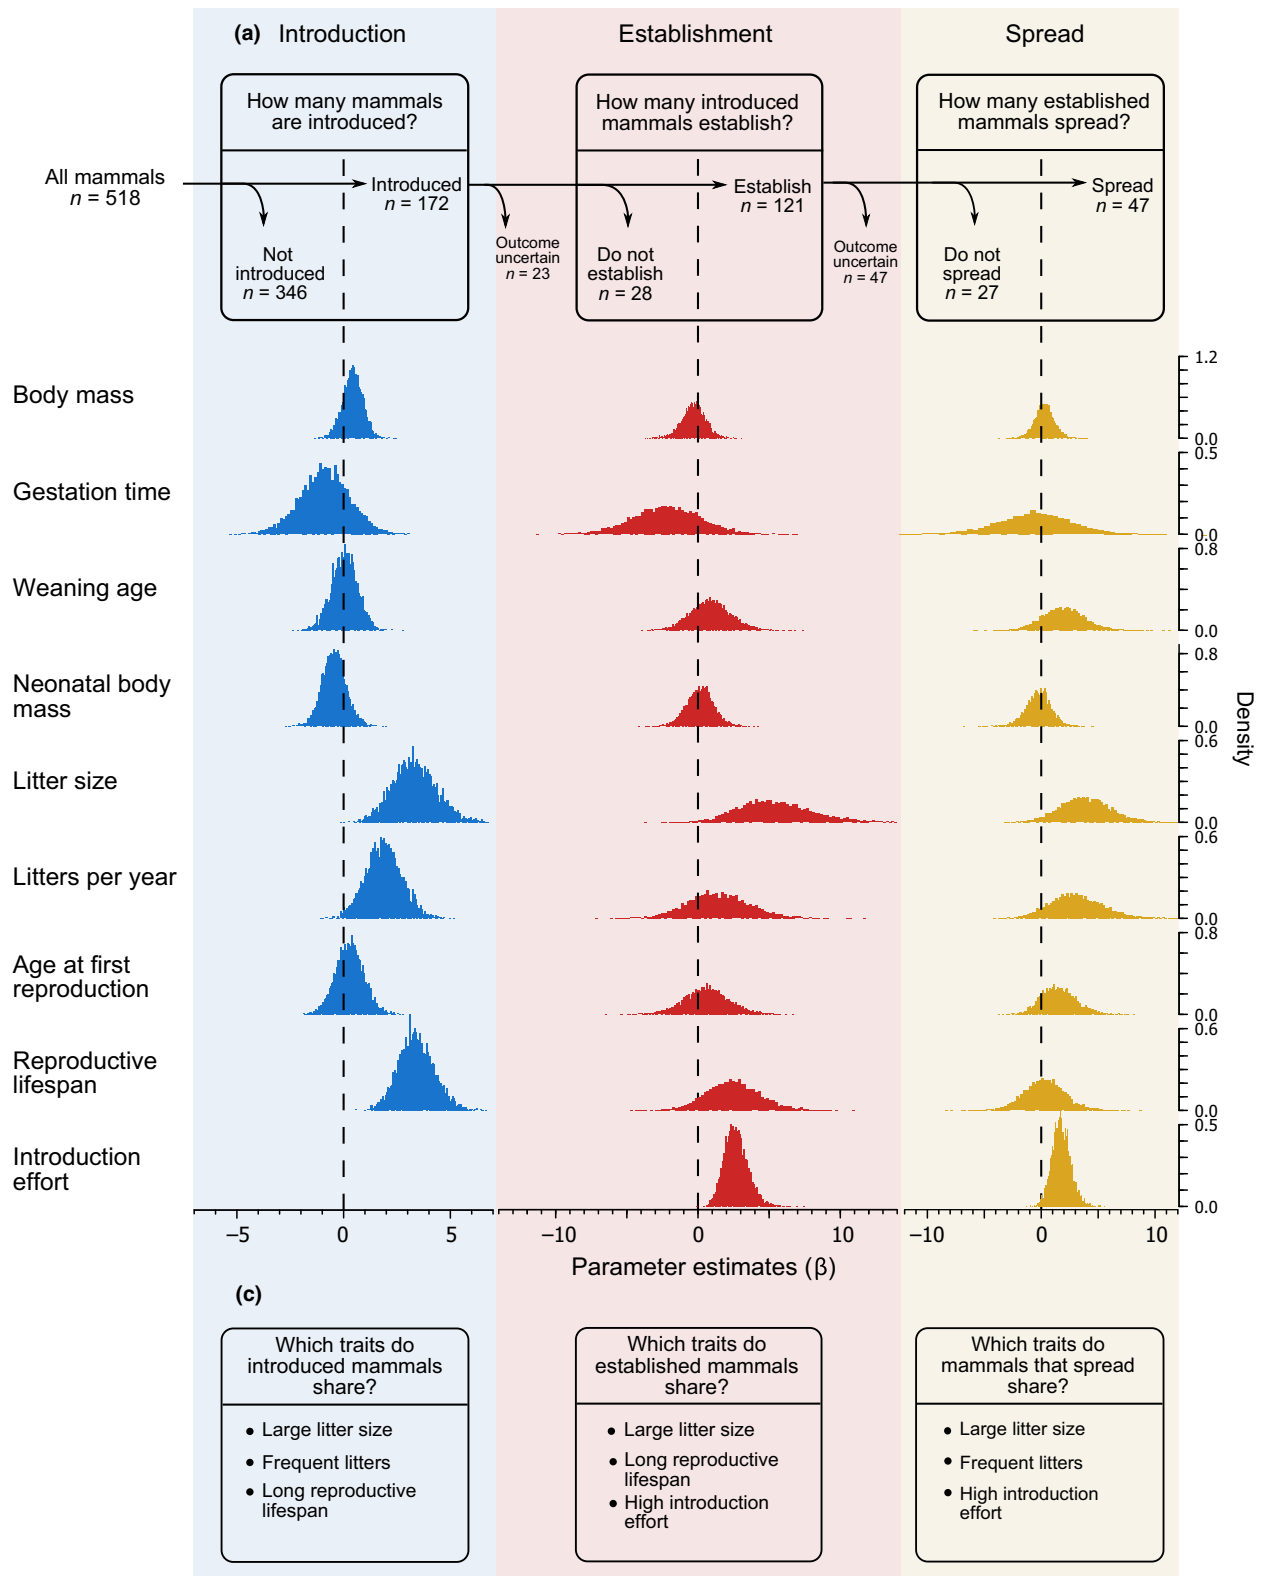 (a) Introduction
Establishment
Spread
How many mammals
are introduced?
How many introduced
mammals establish?
How many established
mammals spread?
All mammals
n = 518
Introduced
n = 172
Not
introduced
n = 346
Outcome
uncertain
n = 23
Establish
n = 121
Do not
establish
n = 28
Outcome
uncertain
n = 47
Spread
n = 47
Do not
spread
n = 27
Body mass
1.2
0.0
Gestation time
0.5
0.0
Weaning age
0.8
0.0
Neonatal body
mass
0.8
0.0
Litter size
0.6
0.0
Litters per year
0.6
0.0
Age at first
reproduction
0.8
0.0
Reproductive
lifespan
0.6
0.0
Introduction
effort
0.5
0.0
Density
−5 0 5
−10 0 10
−10 0 10
Parameter estimates (β)
(c)
Which traits do
introduced mammals
share?
• Large litter size
• Frequent litters
• Long reproductive
lifespan
Which traits do
established mammals
share?
• Large litter size
• Long reproductive
lifespan
• High introduction
effort
Which traits do
mammals that spread
share?
• Large litter size
• Frequent litters
• High introduction
effort